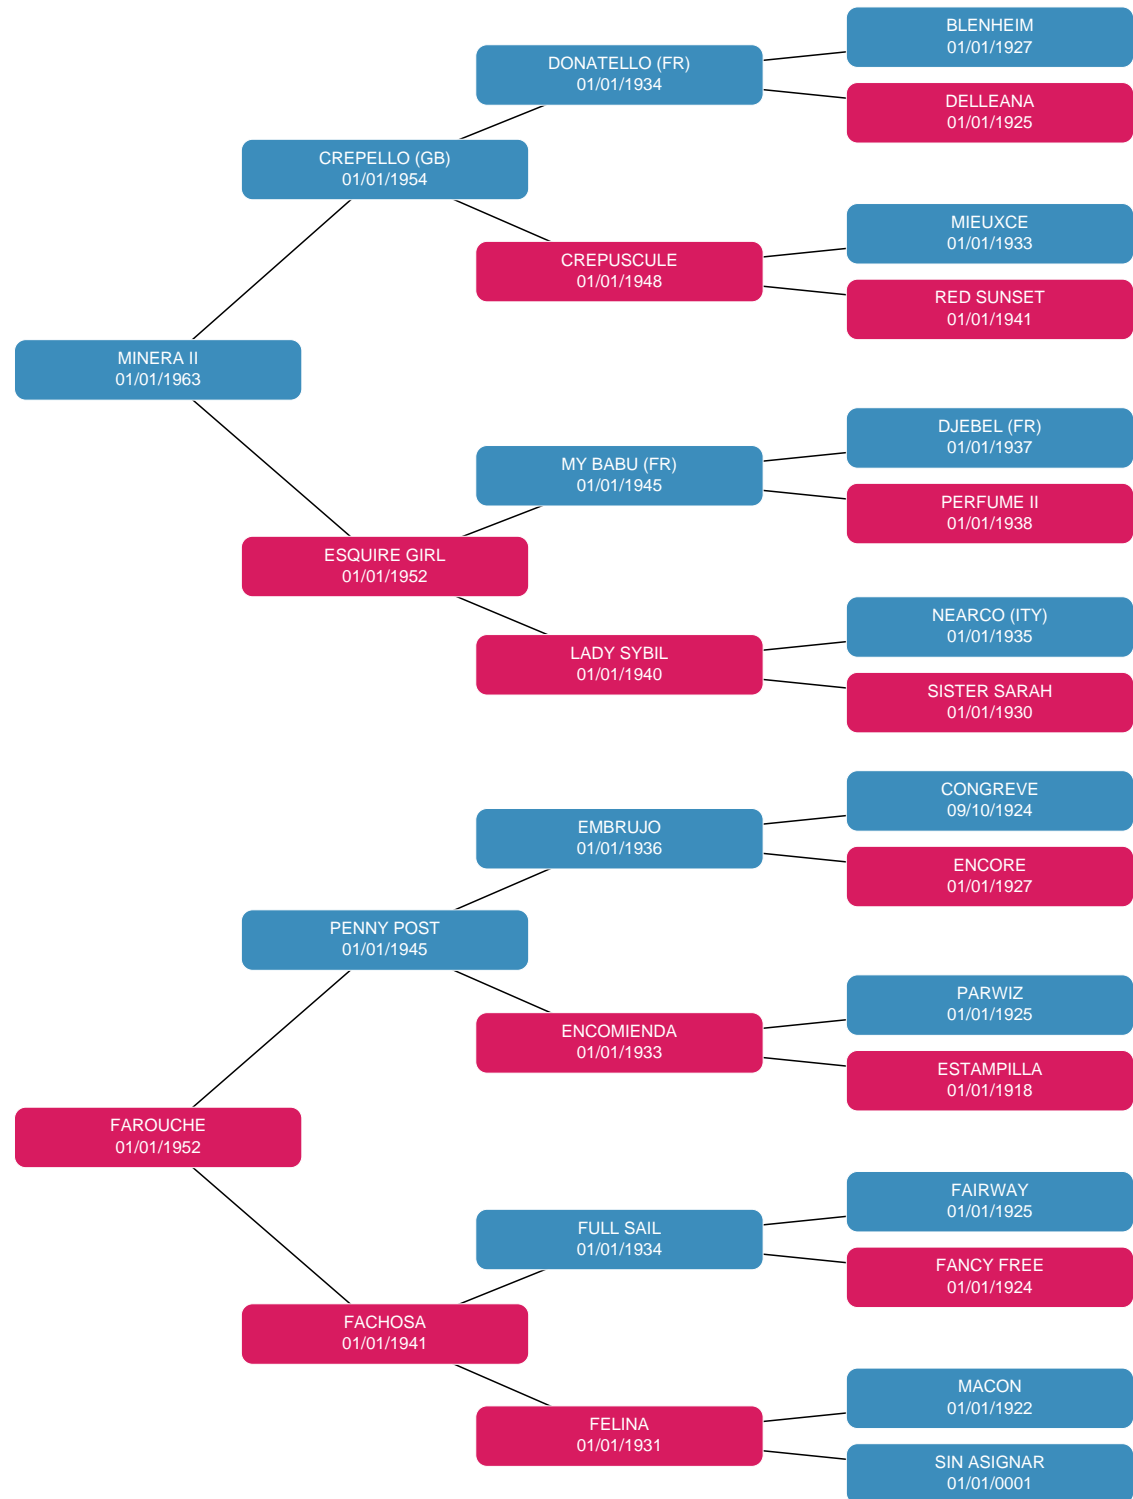 BLENHEIM
01/01/1927
DONATELLO (FR)
01/01/1934
DELLEANA
01/01/1925
CREPELLO (GB)
01/01/1954
MIEUXCE
01/01/1933
CREPUSCULE
01/01/1948
RED SUNSET
01/01/1941
MINERA II
01/01/1963
DJEBEL (FR)
01/01/1937
MY BABU (FR)
01/01/1945
PERFUME II
01/01/1938
ESQUIRE GIRL
01/01/1952
NEARCO (ITY)
01/01/1935
LADY SYBIL
01/01/1940
SISTER SARAH
01/01/1930
CONGREVE
09/10/1924
EMBRUJO
01/01/1936
ENCORE
01/01/1927
PENNY POST
01/01/1945
PARWIZ
01/01/1925
ENCOMIENDA
01/01/1933
ESTAMPILLA
01/01/1918
FAROUCHE
01/01/1952
FAIRWAY
01/01/1925
FULL SAIL
01/01/1934
FANCY FREE
01/01/1924
FACHOSA
01/01/1941
MACON
01/01/1922
FELINA
01/01/1931
SIN ASIGNAR
01/01/0001